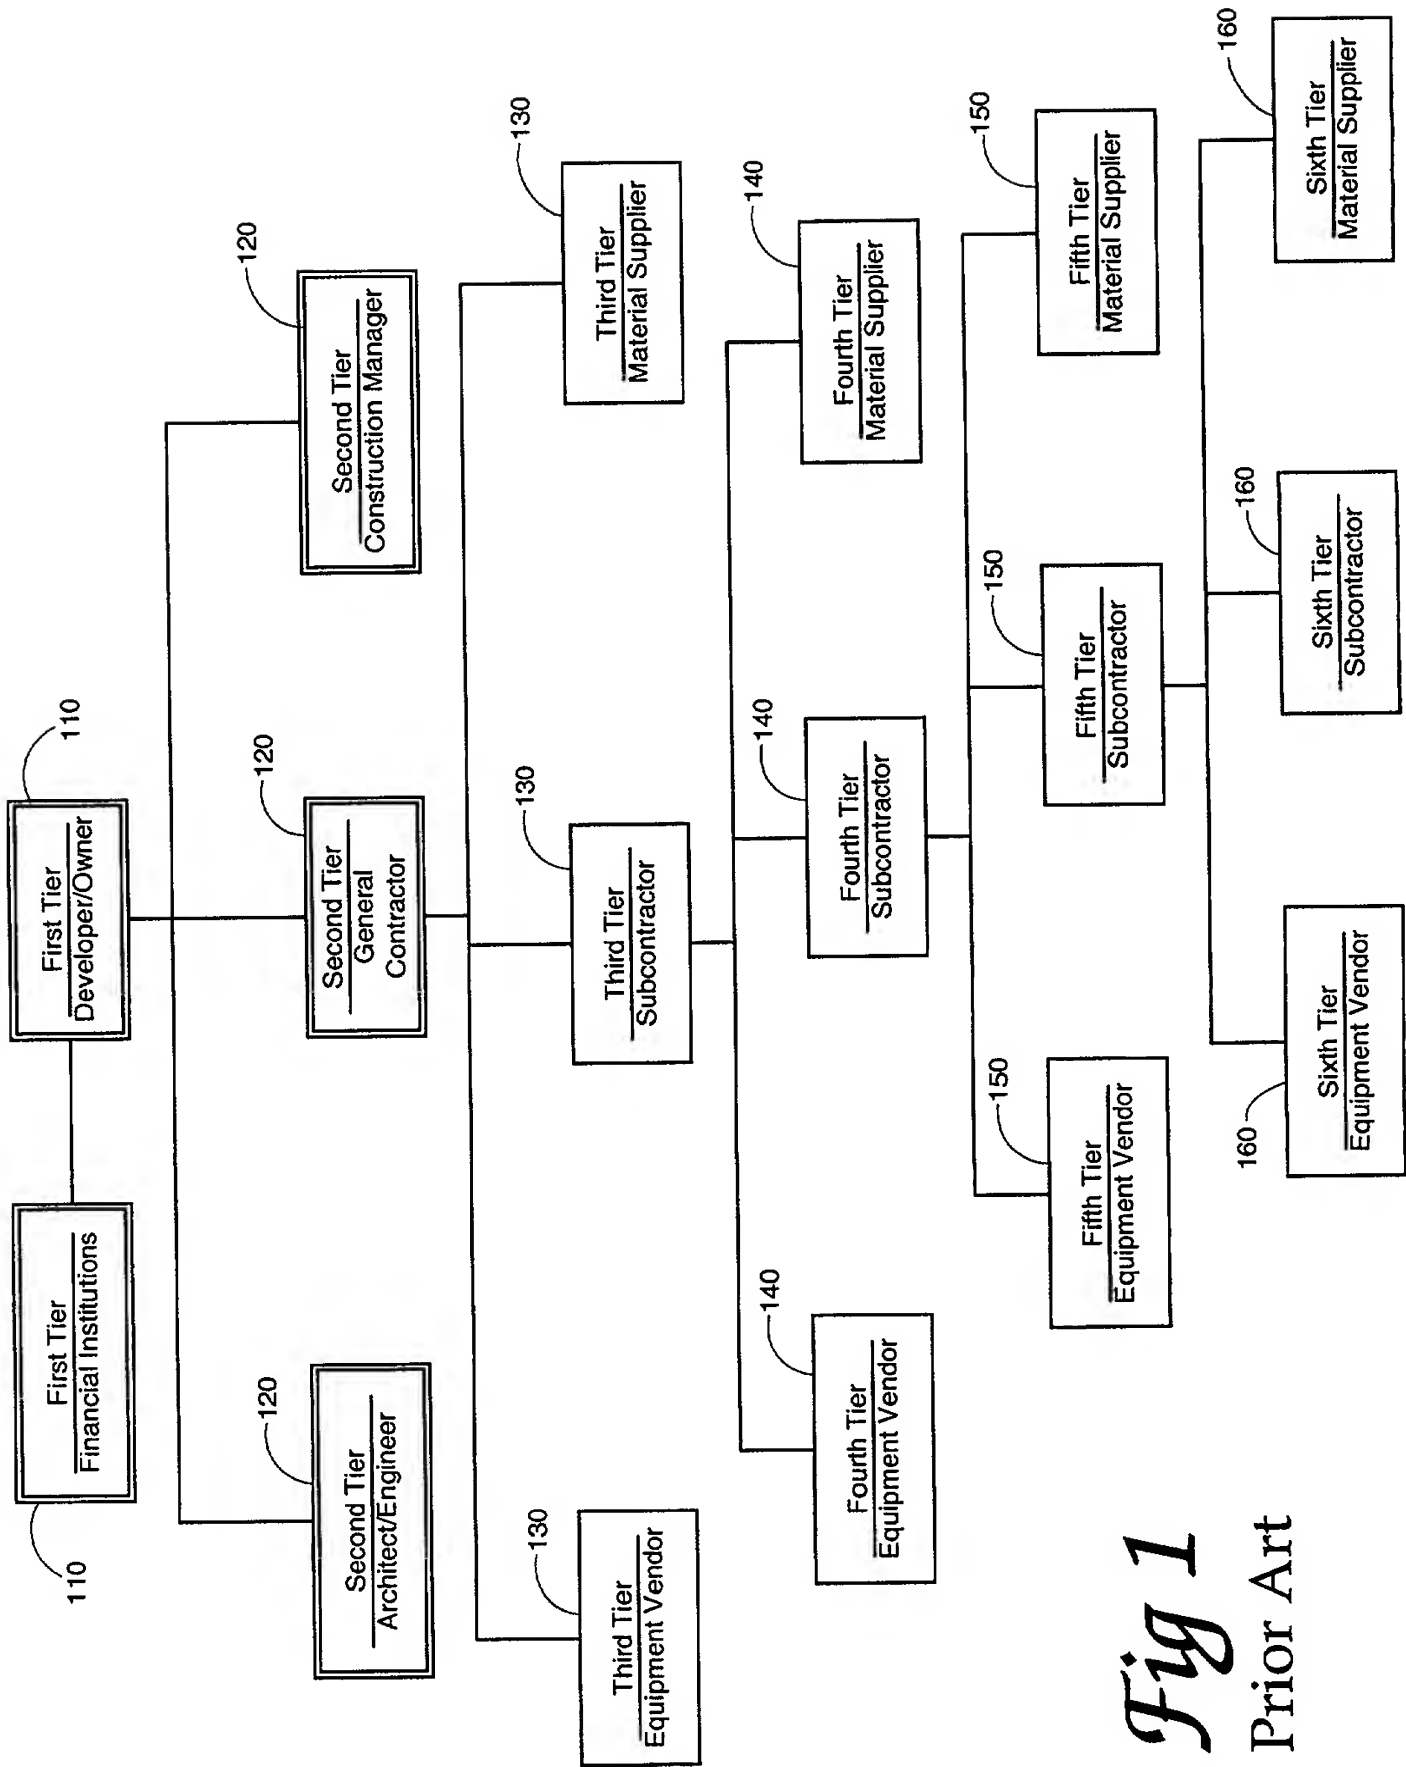 110
First Tier
Financial Institutions
First Tier
Developer/Owner
110
120
Second Tier
Architect/Engineer
120
Second Tier
General
Contractor
120
Second Tier
Construction Manager
130
Third Tier
Equipment Vendor
130
Third Tier
Subcontractor
130
Third Tier
Material Supplier
140
Fourth Tier
Equipment Vendor
140
Fourth Tier
Subcontractor
140
Fourth Tier
Material Supplier
150
Fifth Tier
Equipment Vendor
150
Fifth Tier
Subcontractor
150
Fifth Tier
Material Supplier
160
Sixth Tier
Equipment Vendor
160
Sixth Tier
Subcontractor
160
Sixth Tier
Material Supplier
Fig 1
Prior Art